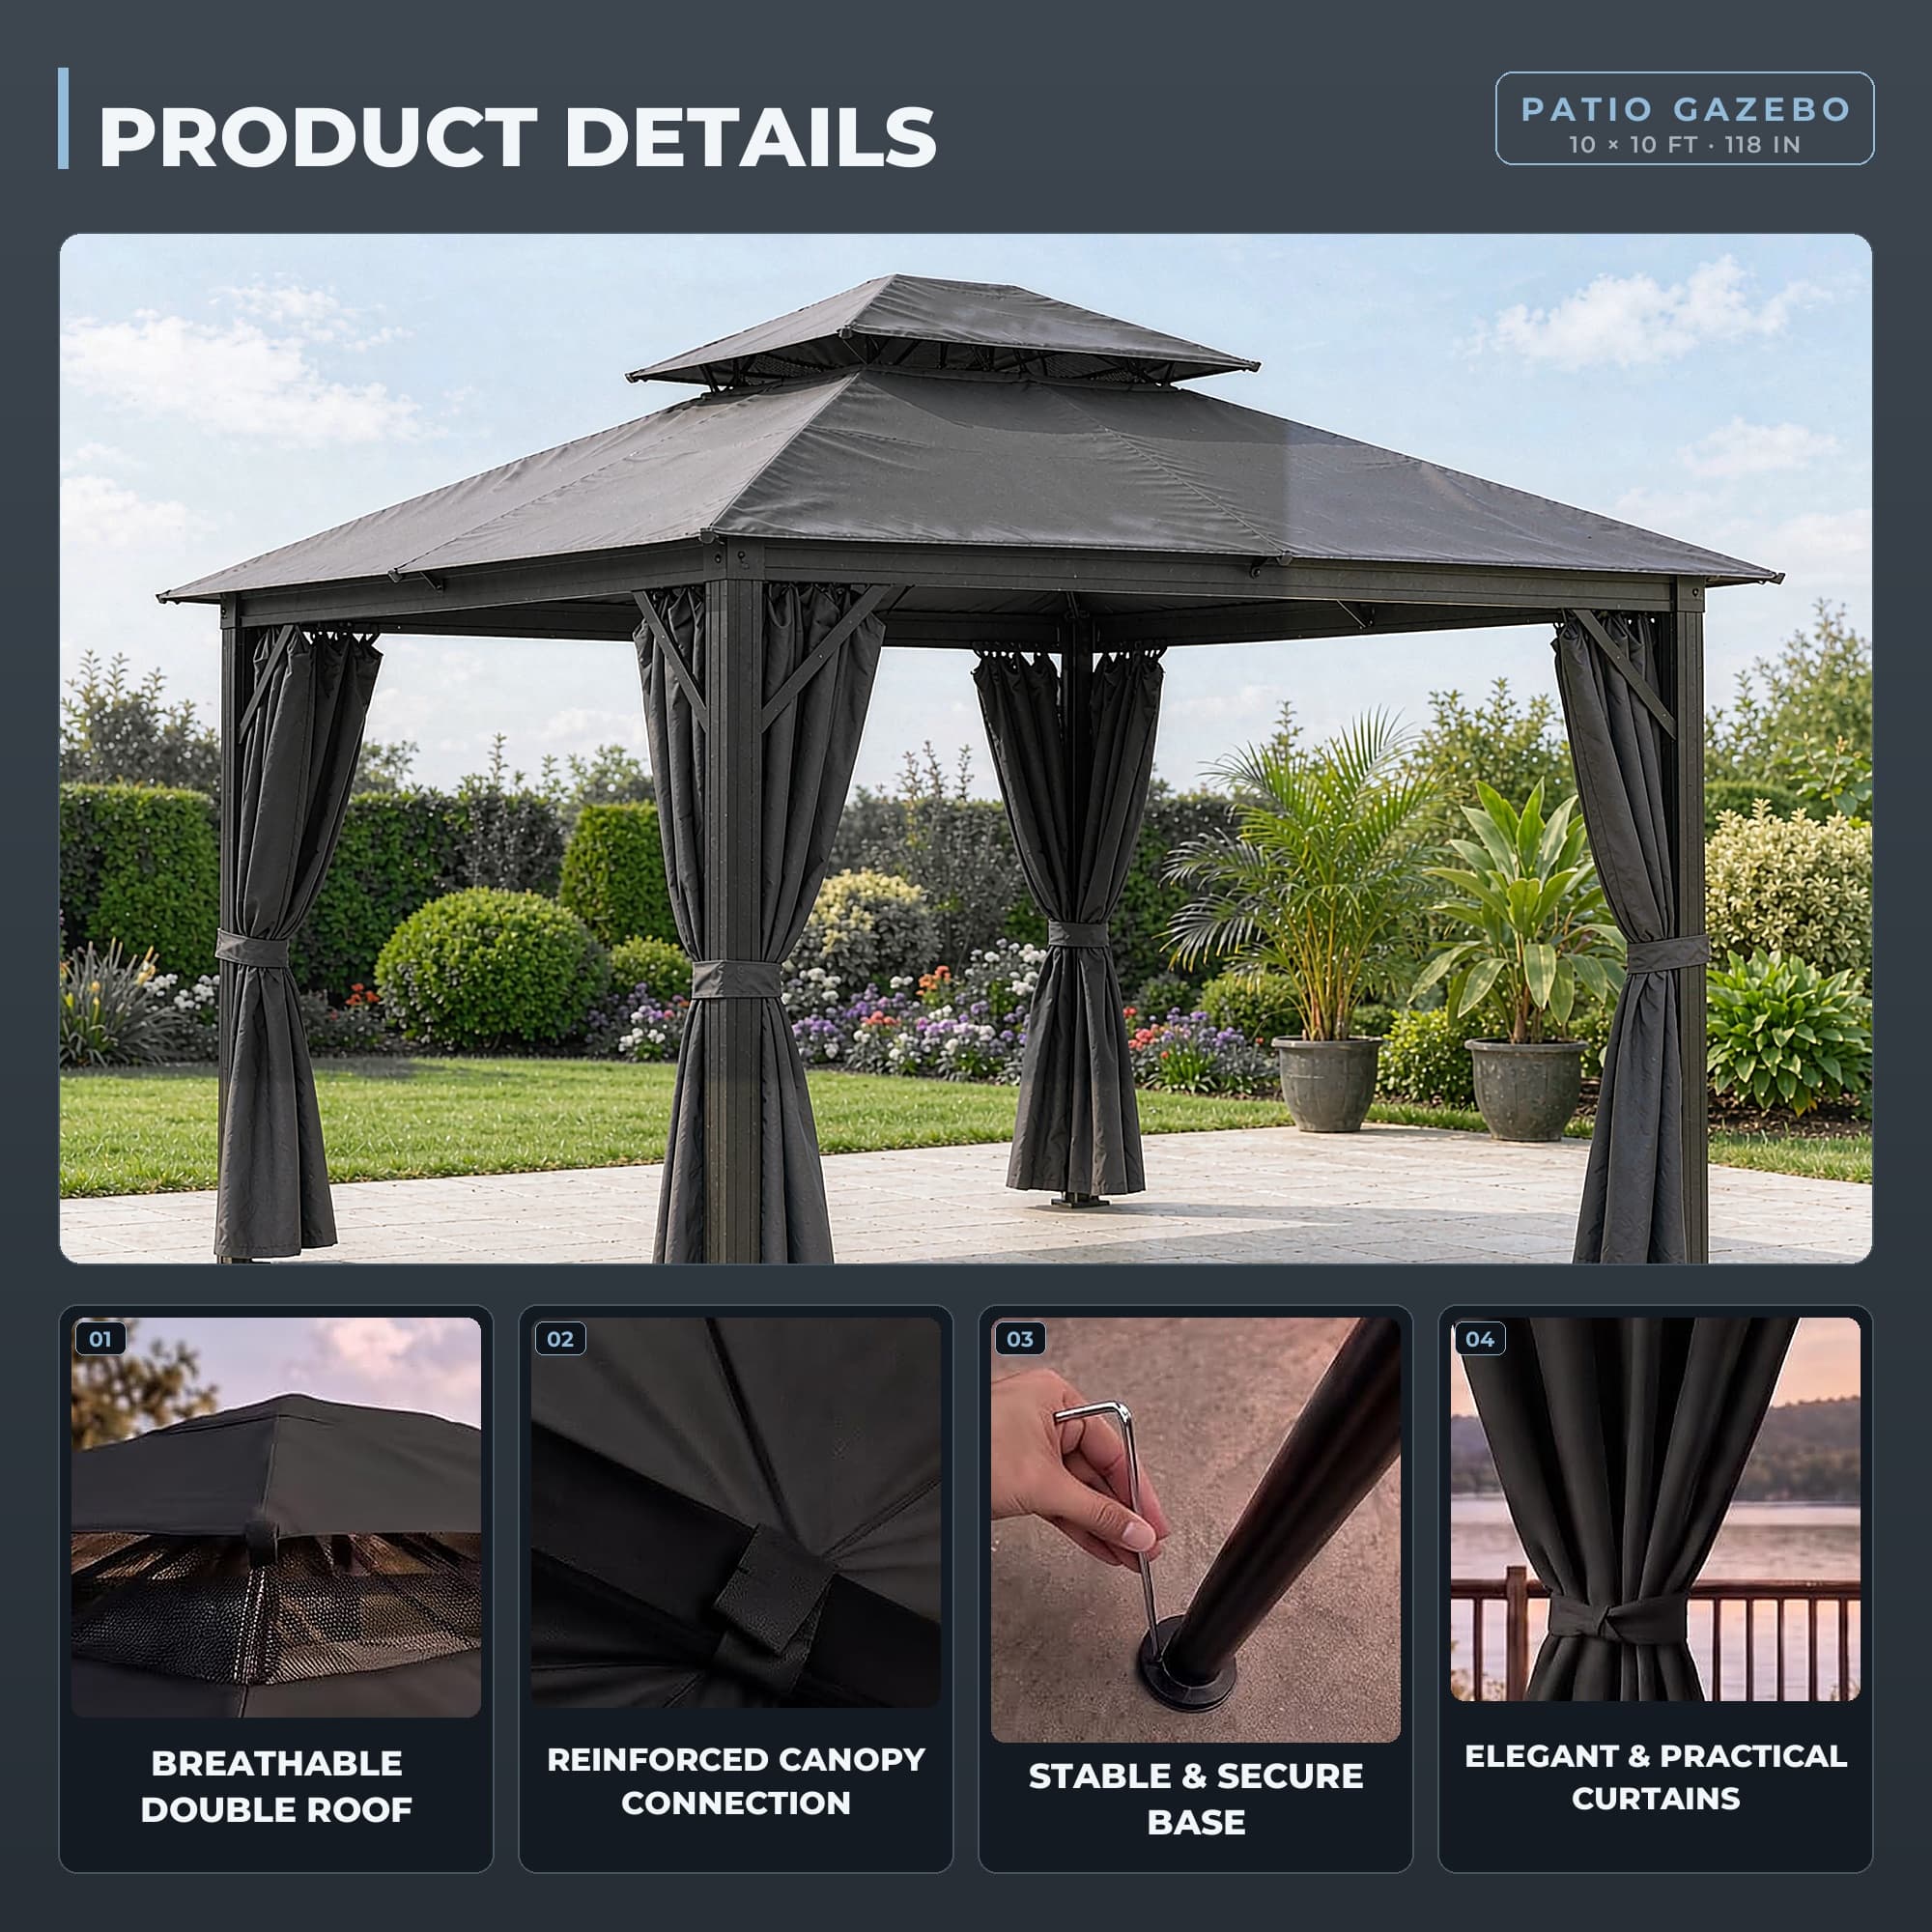 PRODUCT DETAILS
PATIO GAZEBO
10 × 10 FT · 118 IN
01
BREATHABLE
DOUBLE ROOF
02
REINFORCED CANOPY
CONNECTION
03
STABLE & SECURE
BASE
04
ELEGANT & PRACTICAL
CURTAINS